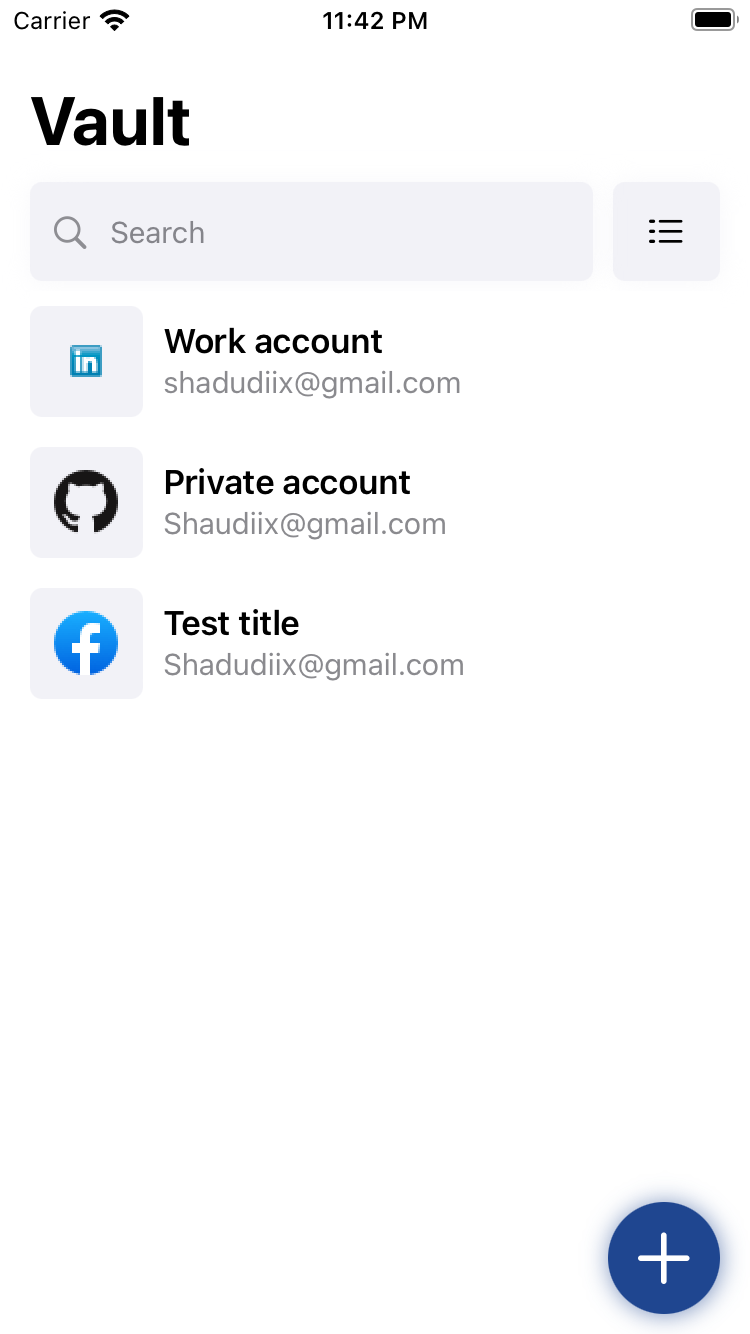 Carrier 11:42 PM
Vault
Search
in
Work account
shadudiix@gmail.com
Private account
Shaudiix@gmail.com
f
Test title
Shadudiix@gmail.com